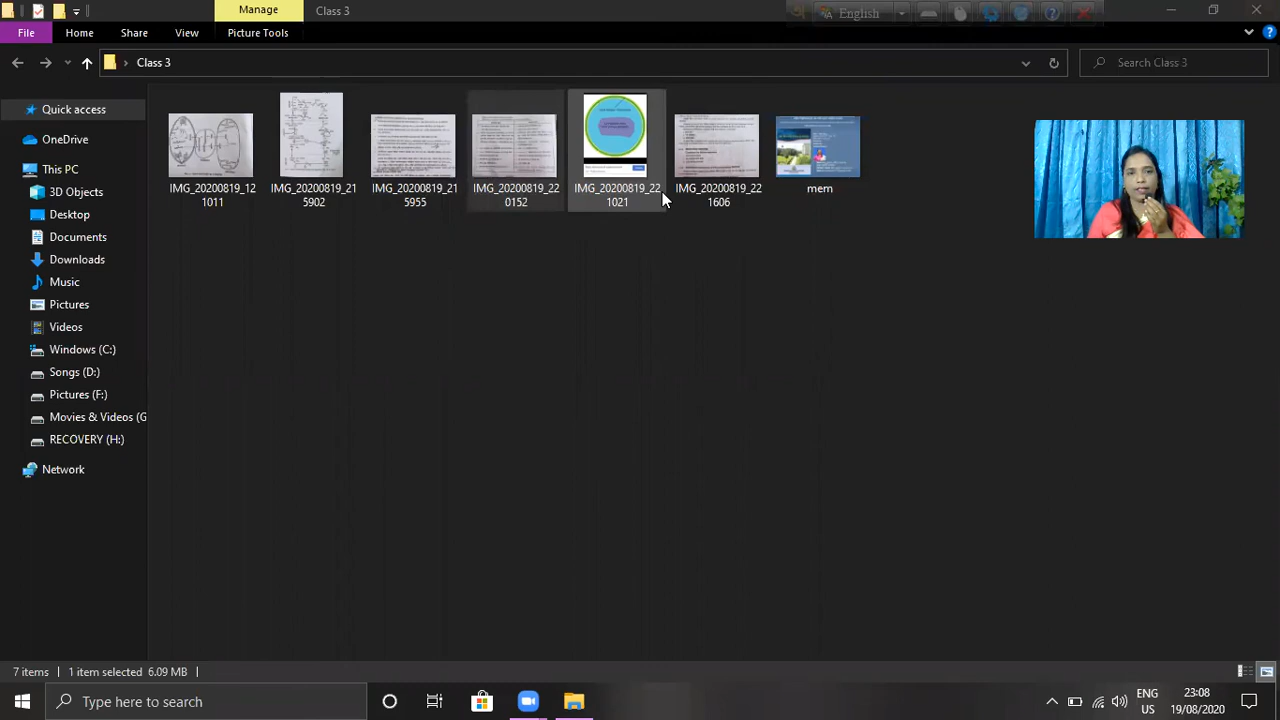 Manage
Class 3
English
File
Home
Share
View
Picture Tools
Class 3
Search Class 3
Quick access
OneDrive
This PC
3D Objects
Desktop
Documents
Downloads
Music
Pictures
Videos
Windows (C:)
Songs (D:)
Pictures (F:)
Movies & Videos (G
RECOVERY (H:)
Network
IMG_20200819_12
1011
IMG_20200819_21
5902
IMG_20200819_21
5955
IMG_20200819_22
0152
IMG_20200819_22
1021
IMG_20200819_22
1606
mem
7 items
1 item selected 6.09 MB
Type here to search
ENG
US
23:08
19/08/2020